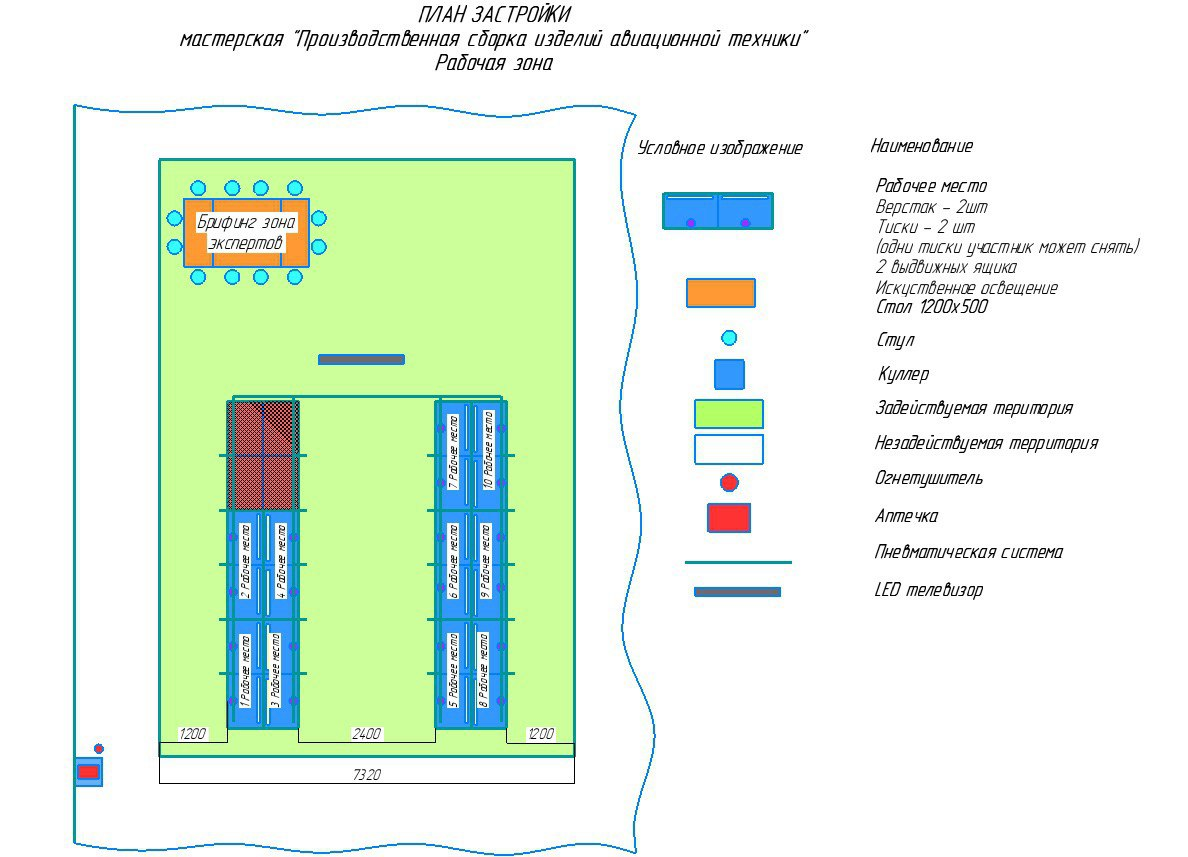 ПЛАН ЗАСТРОЙКИ
мастерская "Производственная сборка изделий авиационной техники"
Рабочая зона
Условное изображение
Наименование
Рабочее место
Верстак - 2шт
Тиски - 2 шт
(одни тиски участник может снять)
2 выдвижных ящика
Искуственное освещение
Стол 1200х500
Стул
Куллер
Задействуемая територия
Незадействуемая территория
Огнетушитель
Аптечка
Пневматическая система
LED телевизор
Брифинг зона
экспертов
7 Рабочее место
10 Рабочее место
2 Рабочее место
4 Рабочее место
6 Рабочее место
9 Рабочее место
1 Рабочее место
3 Рабочее место
5 Рабочее место
8 Рабочее место
1200
2400
1200
7320